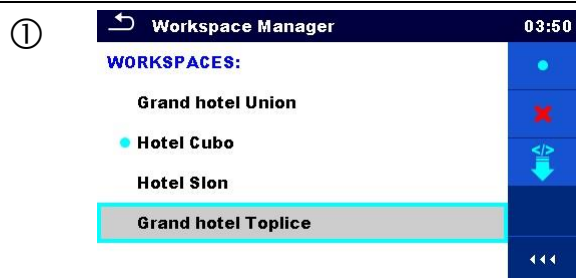 ①
Workspace Manager 03:50
WORKSPACES:
Grand hotel Union
Hotel Cubo
Hotel Slon
Grand hotel Toplice
</>